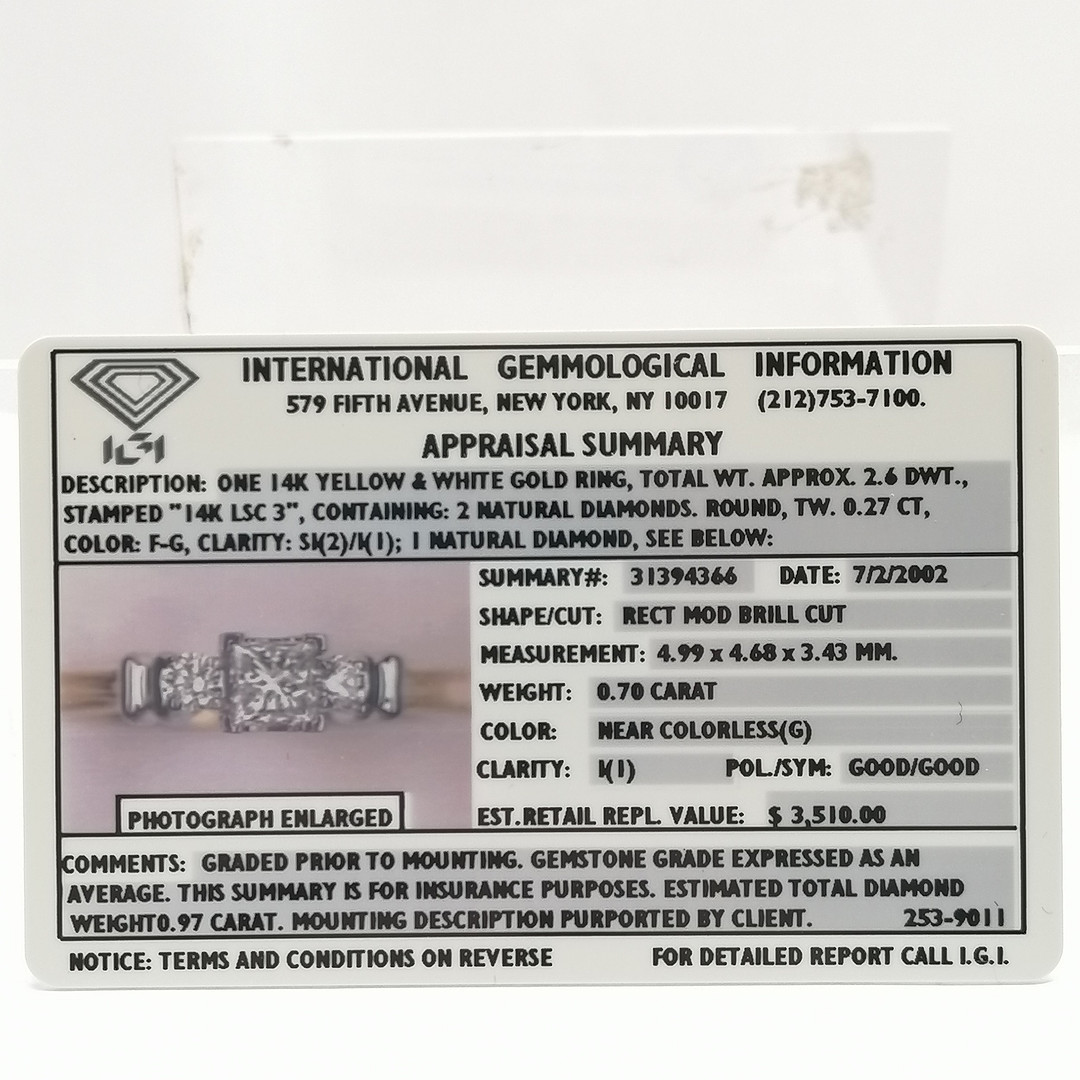 INTERNATIONAL GEMMOLOGICAL INFORMATION
579 FIFTH AVENUE, NEW YORK, NY 10017 (212)753-7100.
IGI
APPRAISAL SUMMARY
DESCRIPTION: ONE 14K YELLOW & WHITE GOLD RING, TOTAL WT. APPROX. 2.6 DWT.,
STAMPED "14K LSC 3", CONTAINING: 2 NATURAL DIAMONDS. ROUND, TW. 0.27 CT,
COLOR: F-G, CLARITY: SI(2)/I(1); 1 NATURAL DIAMOND, SEE BELOW:
SUMMARY#: 31394366 DATE: 7/2/2002
SHAPE/CUT: RECT MOD BRILL CUT
MEASUREMENT: 4.99 x 4.68 x 3.43 MM.
WEIGHT: 0.70 CARAT
COLOR: NEAR COLORLESS(G)
CLARITY: I(1) POL./SYM: GOOD/GOOD
EST.RETAIL REPL. VALUE: $ 3,510.00
PHOTOGRAPH ENLARGED
COMMENTS: GRADED PRIOR TO MOUNTING. GEMSTONE GRADE EXPRESSED AS AN
AVERAGE. THIS SUMMARY IS FOR INSURANCE PURPOSES. ESTIMATED TOTAL DIAMOND
WEIGHT0.97 CARAT. MOUNTING DESCRIPTION PURPORTED BY CLIENT. 253-9011
NOTICE: TERMS AND CONDITIONS ON REVERSE FOR DETAILED REPORT CALL I.G.I.